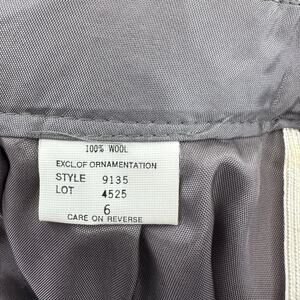 100% WOOL
EXCL.OF ORNAMENTATION
STYLE 9135
LOT 4525
6
CARE ON REVERSE